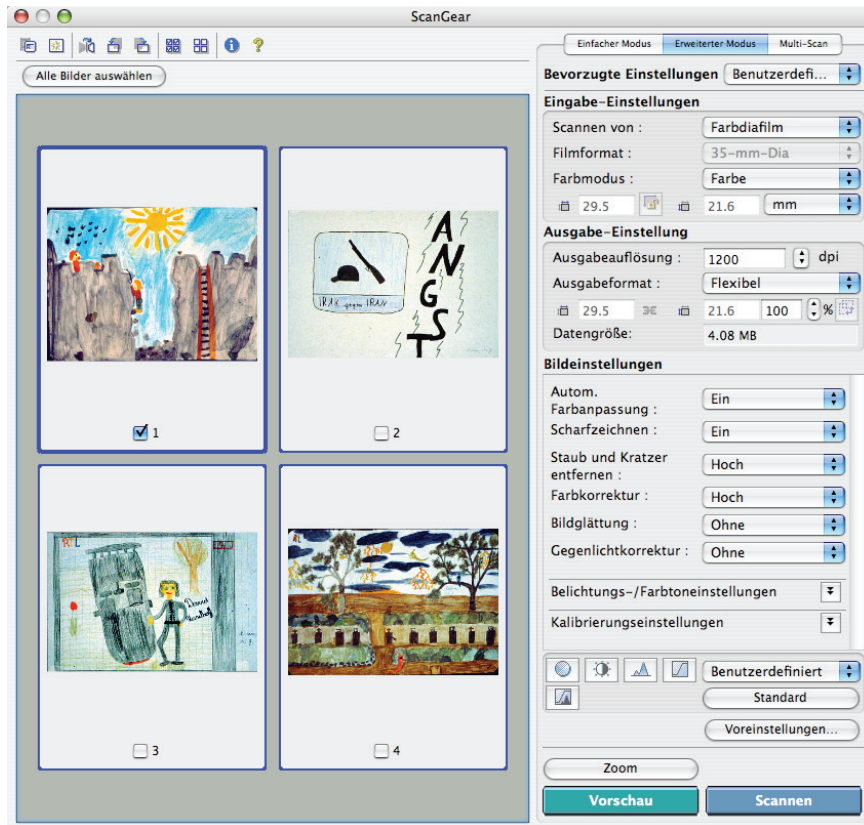 ScanGear
Alle Bilder auswählen
1
ANGST
IRAK gegen IRAN
2
RTL
3
4
Einfacher Modus
Erweiterter Modus
Multi-Scan
Bevorzugte Einstellungen Benutzerdefi...
Eingabe-Einstellungen
Scannen von : Farbdiafilm
Filmformat : 35-mm-Dia
Farbmodus : Farbe
29.5 21.6 mm
Ausgabe-Einstellung
Ausgabeauflösung : 1200 dpi
Ausgabeformat : Flexibel
29.5 21.6 100 %
Datengröße: 4.08 MB
Bildeinstellungen
Autom.
Farbanpassung : Ein
Scharfzeichnen : Ein
Staub und Kratzer
entfernen : Hoch
Farbkorrektur : Hoch
Bildglättung : Ohne
Gegenlichtkorrektur : Ohne
Belichtungs-/Farbtoneinstellungen
Kalibrierungseinstellungen
Benutzerdefiniert
Standard
Voreinstellungen...
Zoom
Vorschau
Scannen